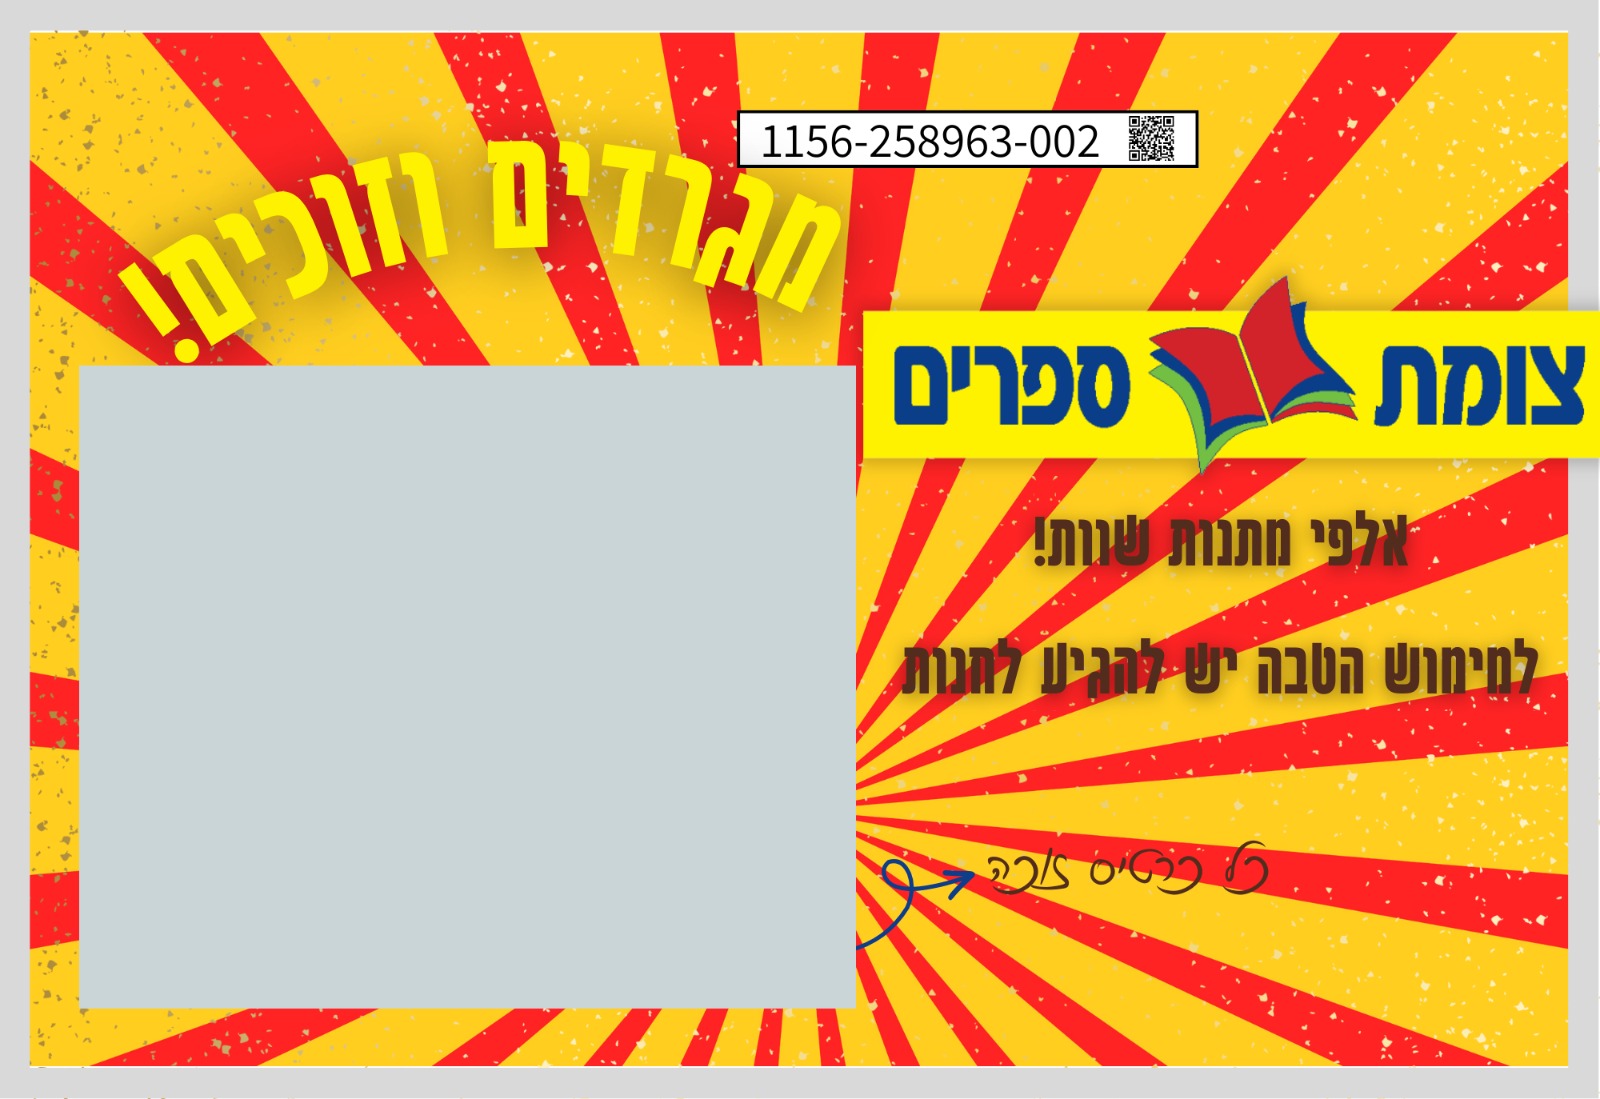 1156-258963-002
מגרדים וזוכים!
צומת ספרים
אלפי מתנות שוות!
למימוש הטבה יש להגיע לחנות
כל כרטיס זוכה